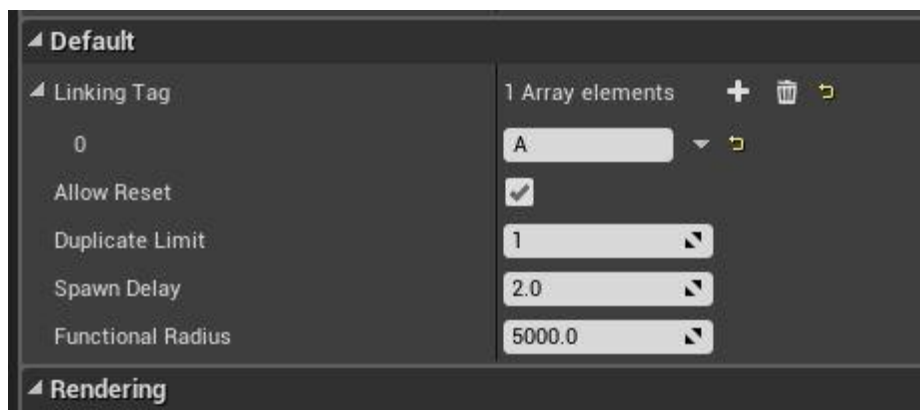 Default
Linking Tag 1 Array elements
0 A
Allow Reset
Duplicate Limit 1
Spawn Delay 2.0
Functional Radius 5000.0
Rendering